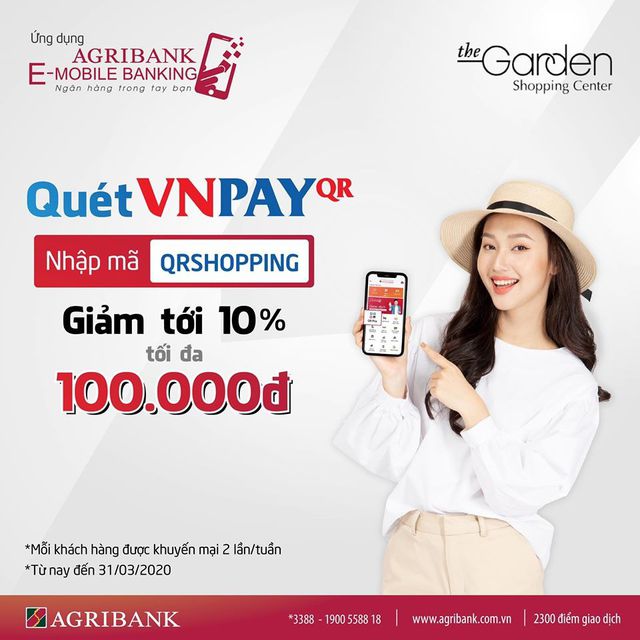 Ứng dụng
AGRIBANK
E-MOBILE BANKING
Ngân hàng trong tay bạn
the Garden
Shopping Center
Quét VNPAYQR
Nhập mã QRSHOPPING
Giảm tới 10%
tối đa
100.000đ
*Mỗi khách hàng được khuyến mại 2 lần/tuần
*Từ nay đến 31/03/2020
AGRIBANK
*3388 - 1900 5588 18 | www.agribank.com.vn | 2300 điểm giao dịch